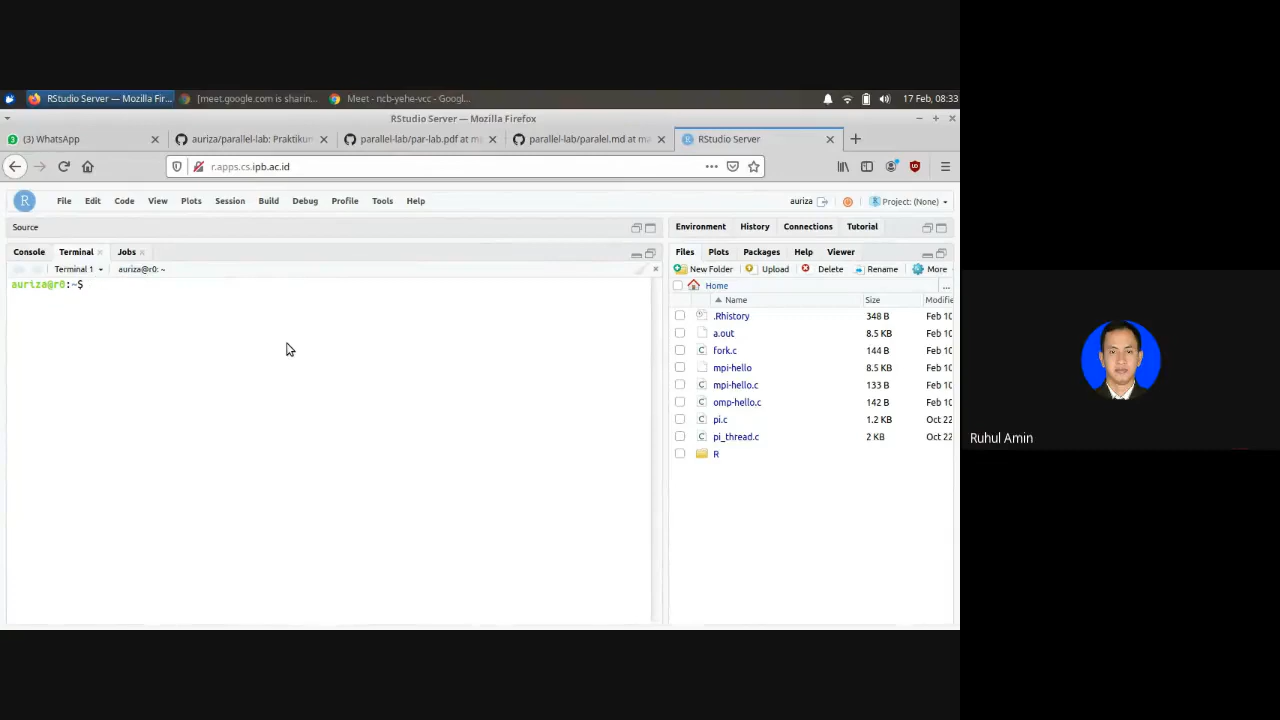 RStudio Server — Mozilla Fir...
[meet.google.com is sharin...
Meet - ncb-yehe-vcc - Googl...
17 Feb, 08:33
RStudio Server — Mozilla Firefox
(3) WhatsApp
auriza/parallel-lab: Praktikun
parallel-lab/par-lab.pdf at ma
parallel-lab/paralel.md at ma
RStudio Server
r.apps.cs.ipb.ac.id
File Edit Code View Plots Session Build Debug Profile Tools Help
auriza
Project: (None)
Source
Environment History Connections Tutorial
Console Terminal Jobs
Files Plots Packages Help Viewer
Terminal 1 auriza@r0: ~
New Folder Upload Delete Rename More
auriza@r0:~$
Home ...
Name Size Modifie
.Rhistory 348 B Feb 10
a.out 8.5 KB Feb 10
fork.c 144 B Feb 10
mpi-hello 8.5 KB Feb 10
mpi-hello.c 133 B Feb 10
omp-hello.c 142 B Feb 10
pi.c 1.2 KB Oct 22
pi_thread.c 2 KB Oct 22
R
Ruhul Amin